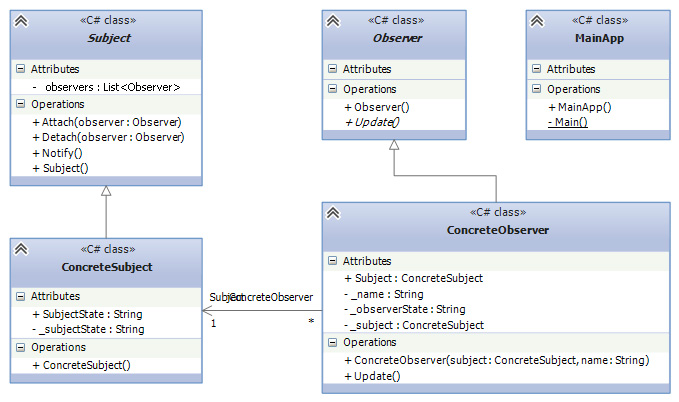 «C# class»
Subject
Attributes
- observers : List<Observer>
Operations
+ Attach(observer : Observer)
+ Detach(observer : Observer)
+ Notify()
+ Subject()
«C# class»
Observer
Attributes
Operations
+ Observer()
+ Update()
«C# class»
MainApp
Attributes
Operations
+ MainApp()
- Main()
«C# class»
ConcreteSubject
Attributes
+ SubjectState : String
- _subjectState : String
Operations
+ ConcreteSubject()
Subject
ConcreteObserver
1
*
«C# class»
ConcreteObserver
Attributes
+ Subject : ConcreteSubject
- _name : String
- _observerState : String
- _subject : ConcreteSubject
Operations
+ ConcreteObserver(subject : ConcreteSubject, name : String)
+ Update()